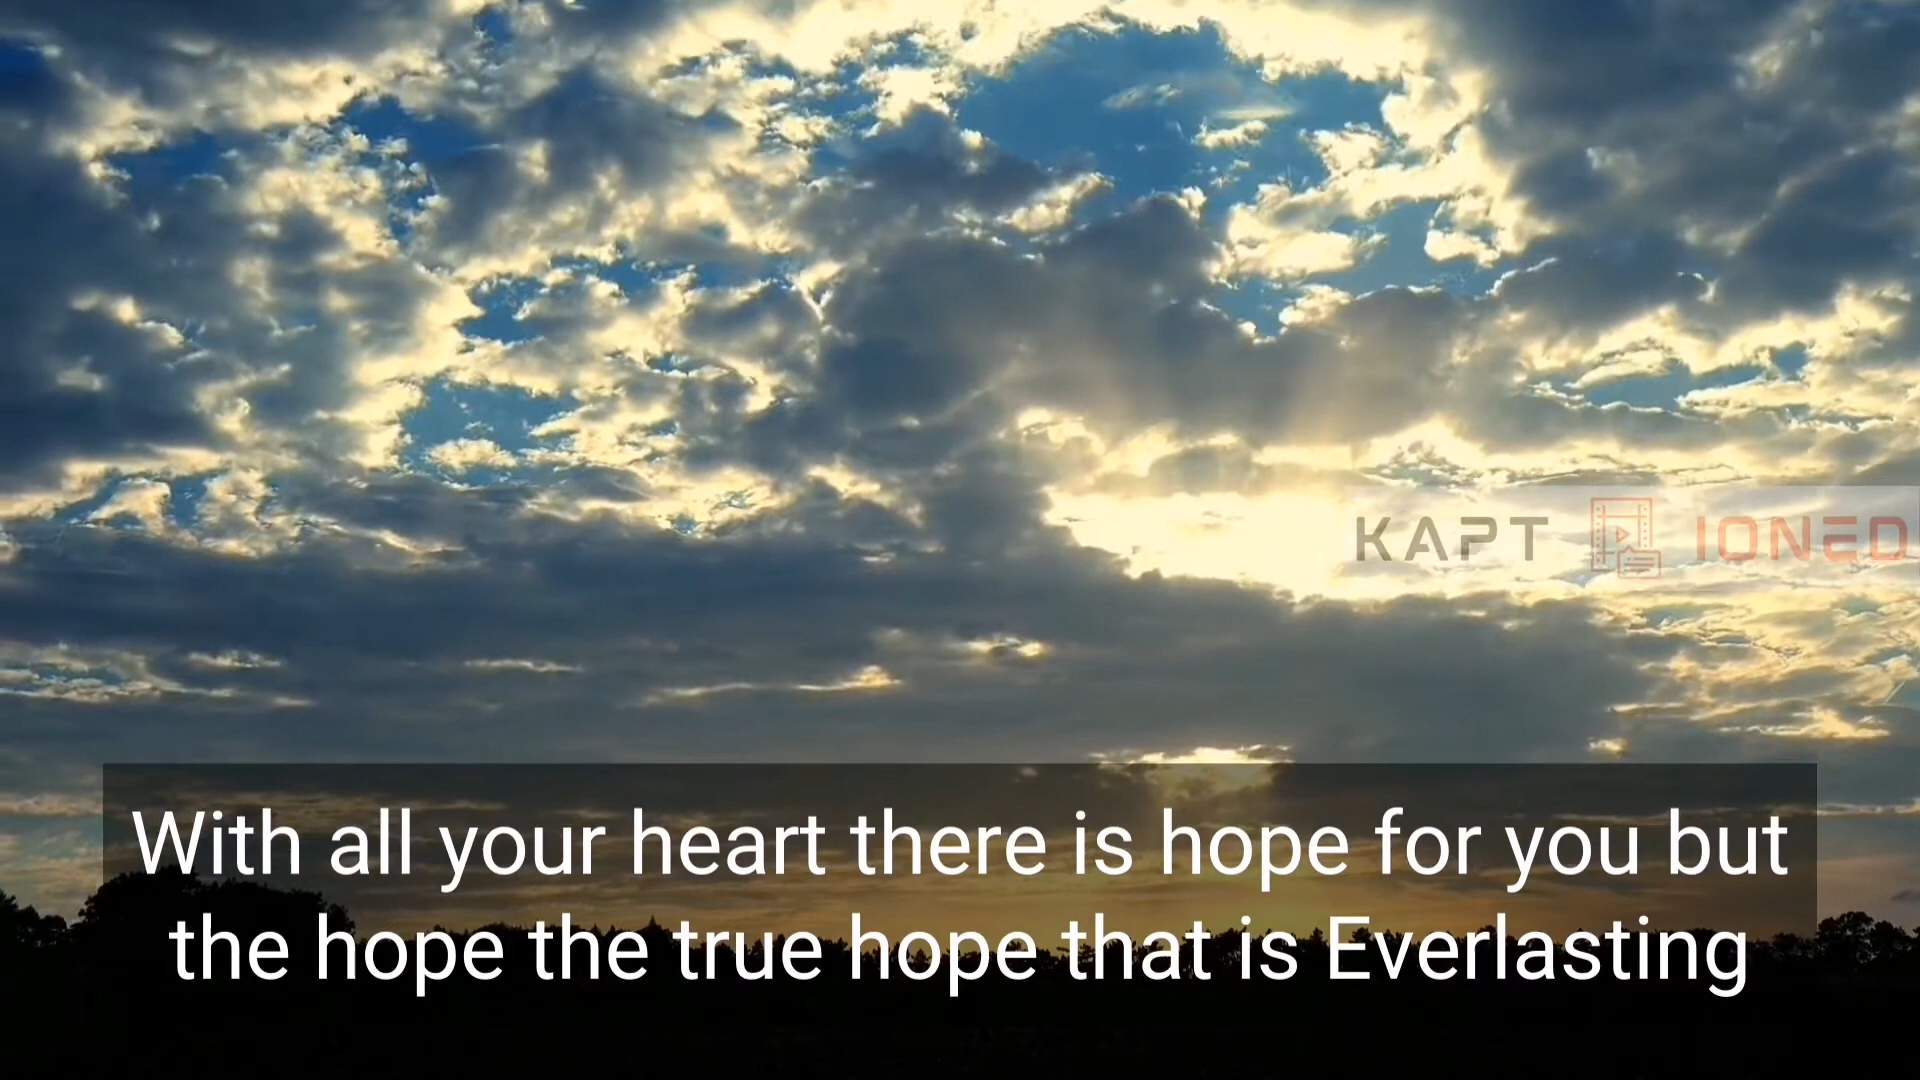 KAPT IONED
With all your heart there is hope for you but
the hope the true hope that is Everlasting